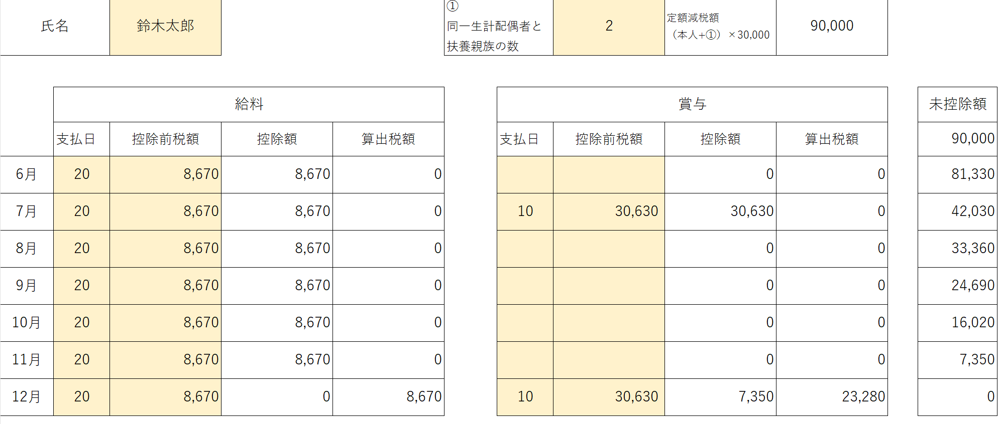 氏名 鈴木太郎 ① 同一生計配偶者と 扶養親族の数 2 定額減税額 （本人+①）×30,000 90,000
給料 賞与 未控除額
支払日 控除前税額 控除額 算出税額 支払日 控除前税額 控除額 算出税額 90,000
6月 20 8,670 8,670 0 0 0 81,330
7月 20 8,670 8,670 0 10 30,630 30,630 0 42,030
8月 20 8,670 8,670 0 0 0 33,360
9月 20 8,670 8,670 0 0 0 24,690
10月 20 8,670 8,670 0 0 0 16,020
11月 20 8,670 8,670 0 0 0 7,350
12月 20 8,670 0 8,670 10 30,630 7,350 23,280 0